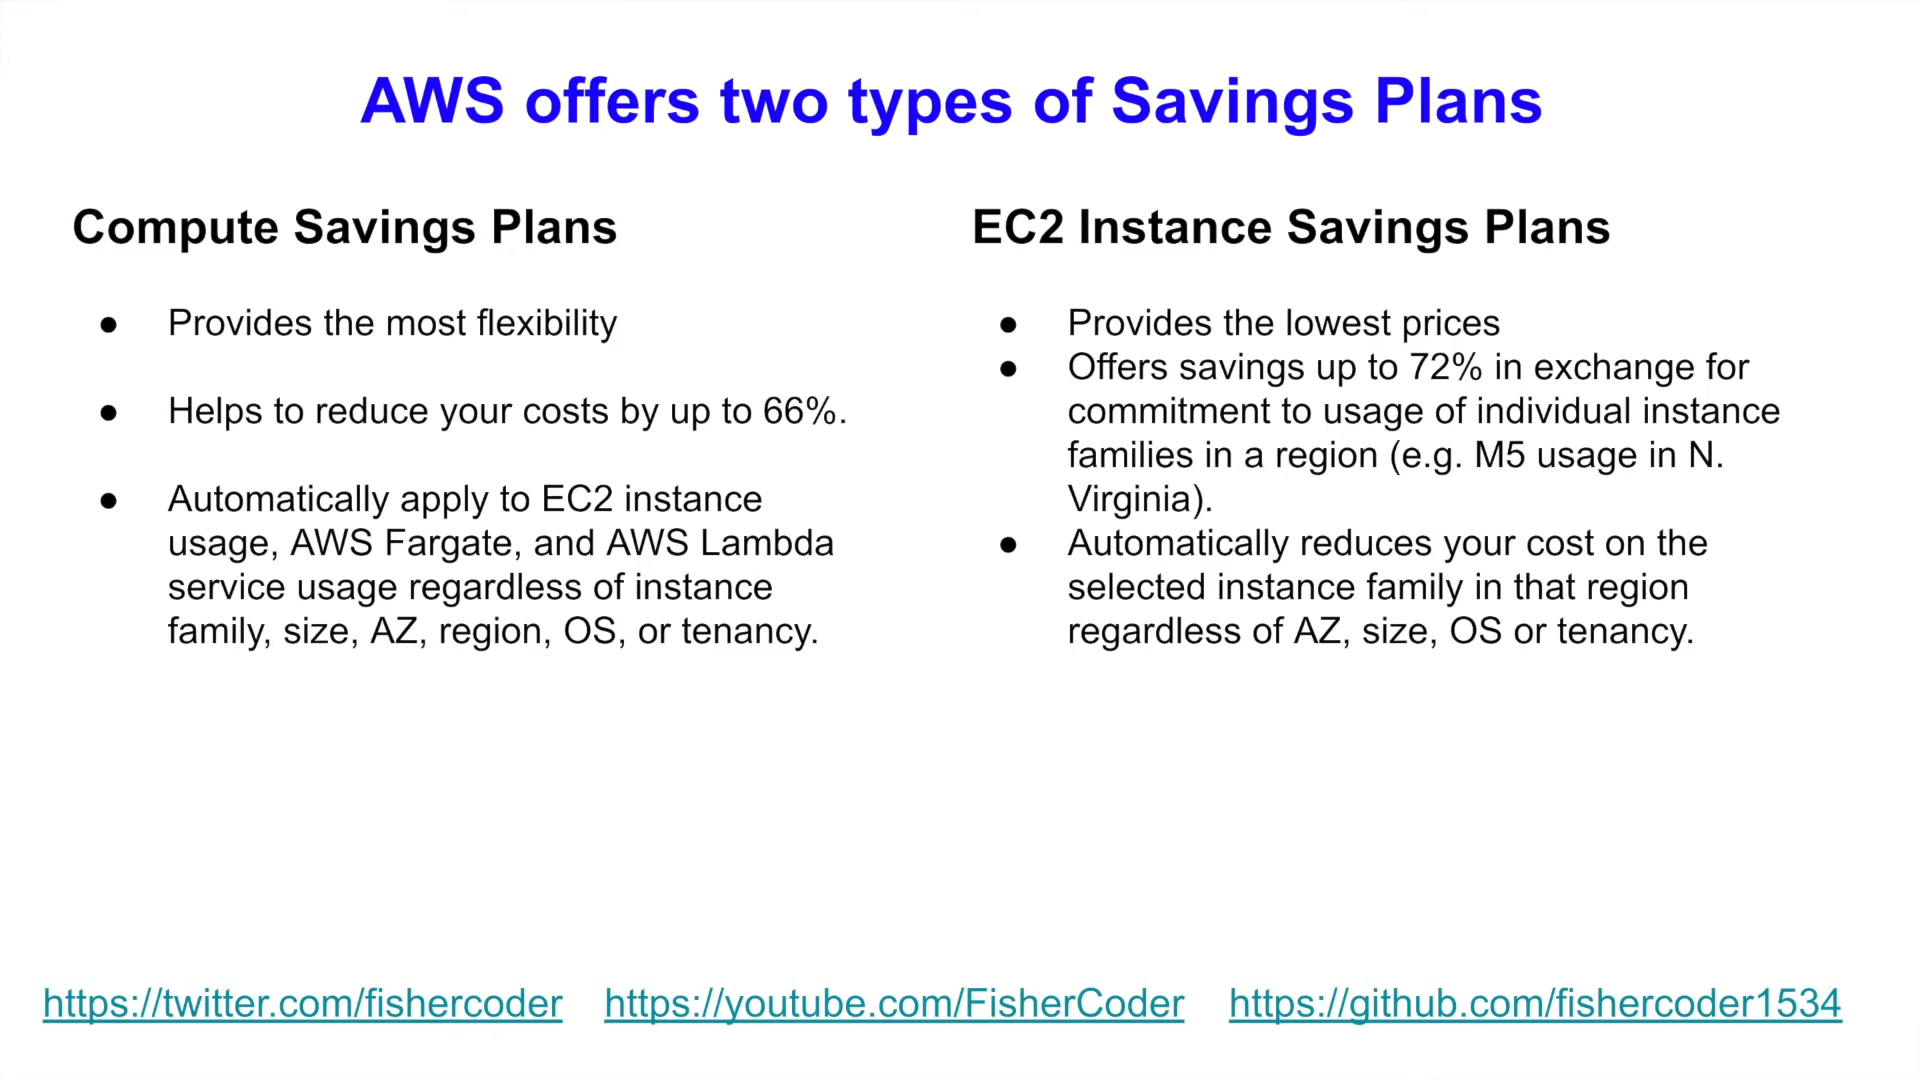 AWS offers two types of Savings Plans
Compute Savings Plans
● Provides the most flexibility
● Helps to reduce your costs by up to 66%.
● Automatically apply to EC2 instance
usage, AWS Fargate, and AWS Lambda
service usage regardless of instance
family, size, AZ, region, OS, or tenancy.
EC2 Instance Savings Plans
● Provides the lowest prices
● Offers savings up to 72% in exchange for
commitment to usage of individual instance
families in a region (e.g. M5 usage in N.
Virginia).
● Automatically reduces your cost on the
selected instance family in that region
regardless of AZ, size, OS or tenancy.
https://twitter.com/fishercoder https://youtube.com/FisherCoder https://github.com/fishercoder1534